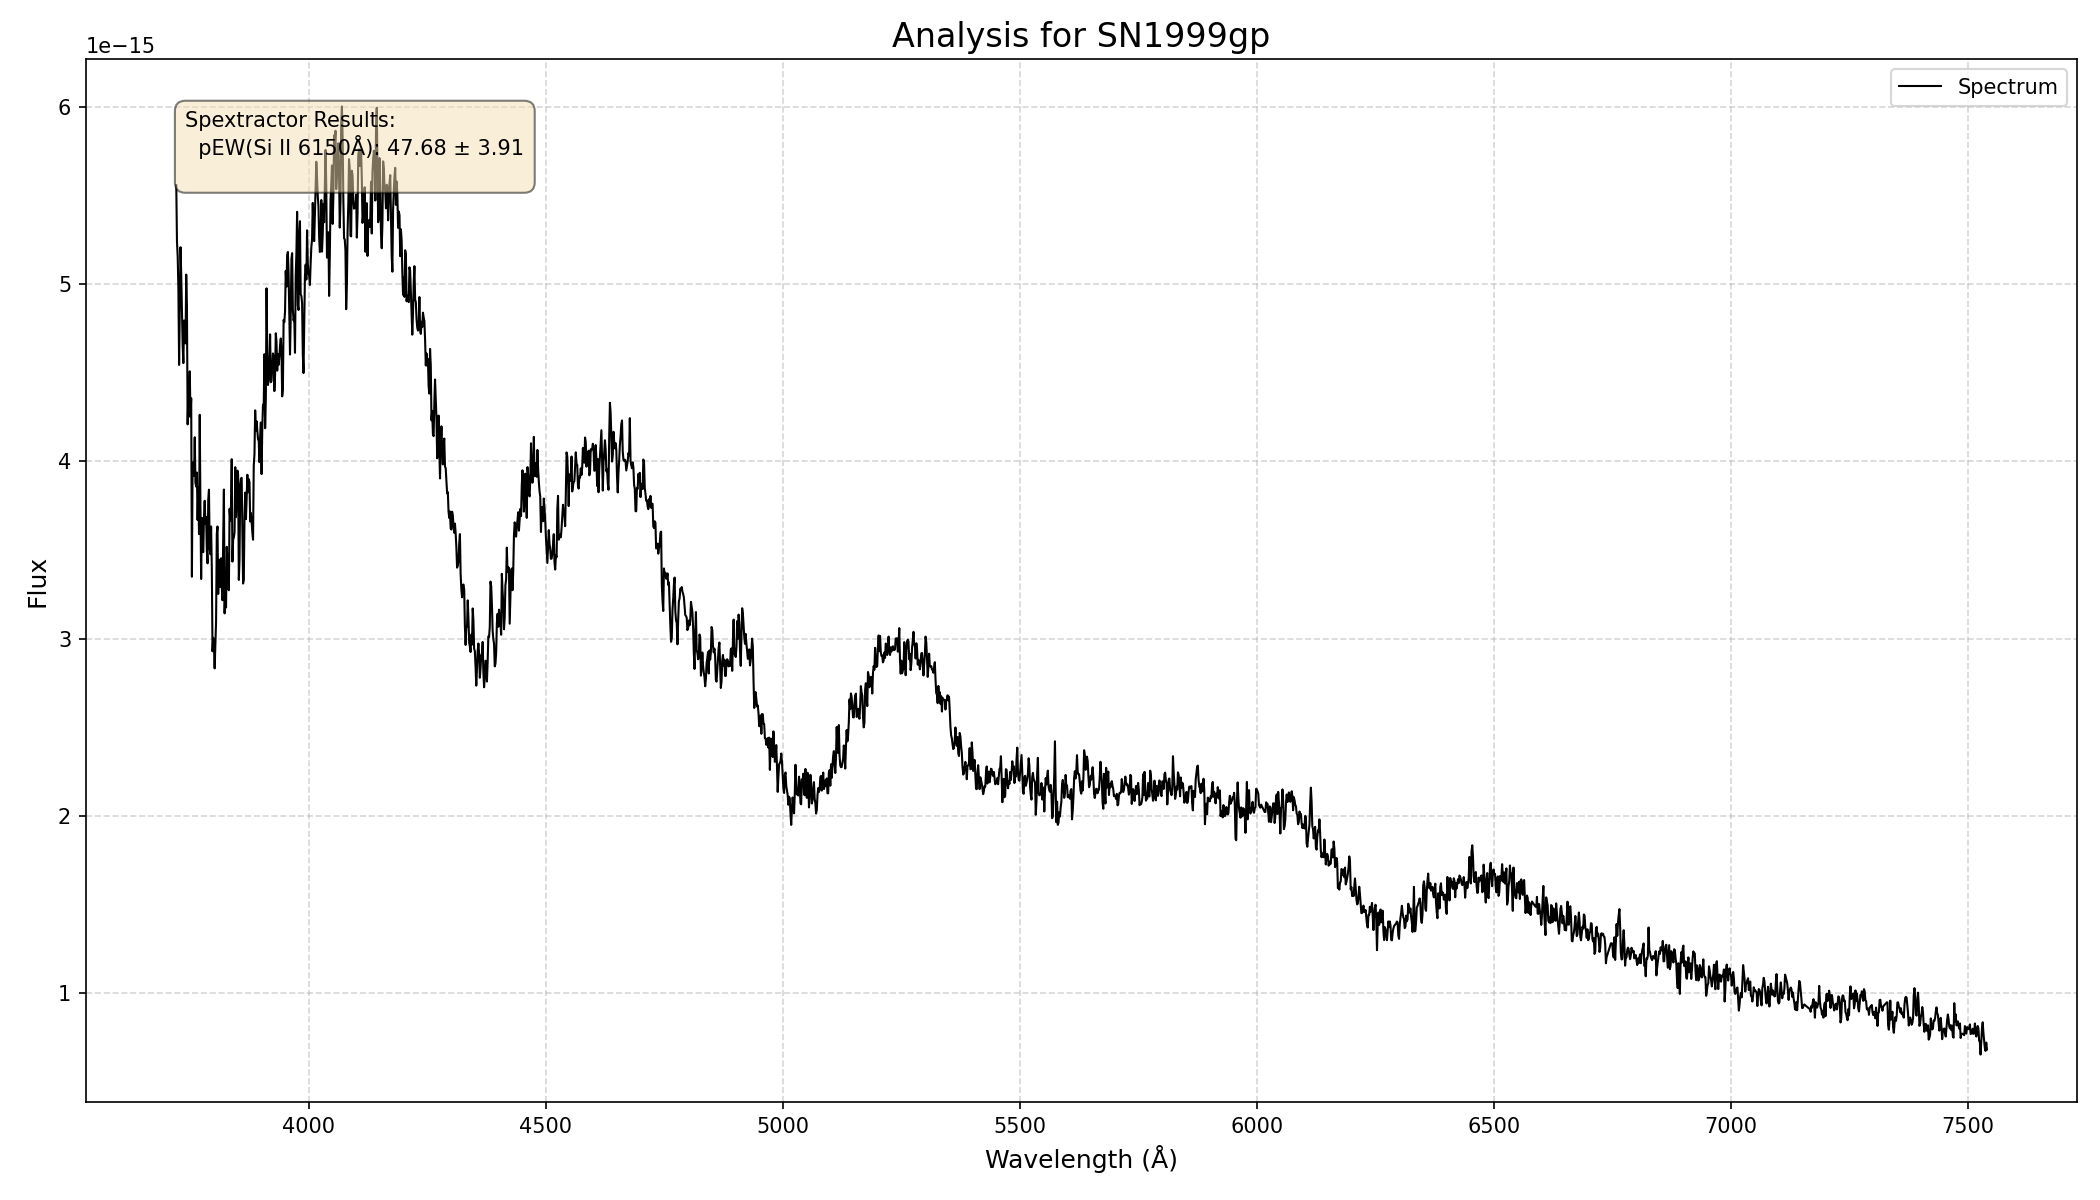 Analysis for SN1999gp
1e−15
Spectrum
Spextractor Results:
pEW(Si II 6150Å): 47.68 ± 3.91
6
5
4
3
2
1
Flux
4000 4500 5000 5500 6000 6500 7000 7500
Wavelength (Å)